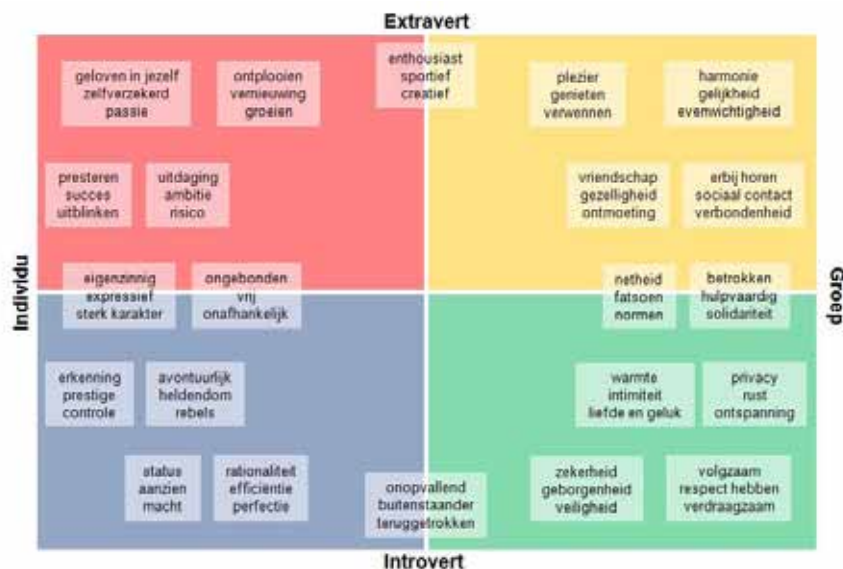 Extravert
geloven in jezelf
zelfverzekerd
passie
ontplooien
vernieuwing
groeien
enthousiast
sportief
creatief
plezier
genieten
verwennen
harmonie
gelijkheid
evenwichtigheid
presteren
succes
uitblinken
uitdaging
ambitie
risico
vriendschap
gezelligheid
ontmoeting
erbij horen
sociaal contact
verbondenheid
Individu
eigenzinnig
expressief
sterk karakter
ongebonden
vrij
onafhankelijk
netheid
fatsoen
normen
betrokken
hulpvaardig
solidariteit
Groep
erkenning
prestige
controle
avontuurlijk
heldendom
rebels
warmte
intimiteit
liefde en geluk
privacy
rust
ontspanning
status
aanzien
macht
rationaliteit
efficiëntie
perfectie
onopvallend
buitenstaander
teruggetrokken
zekerheid
geborgenheid
veiligheid
volgzaam
respect hebben
verdraagzaam
Introvert